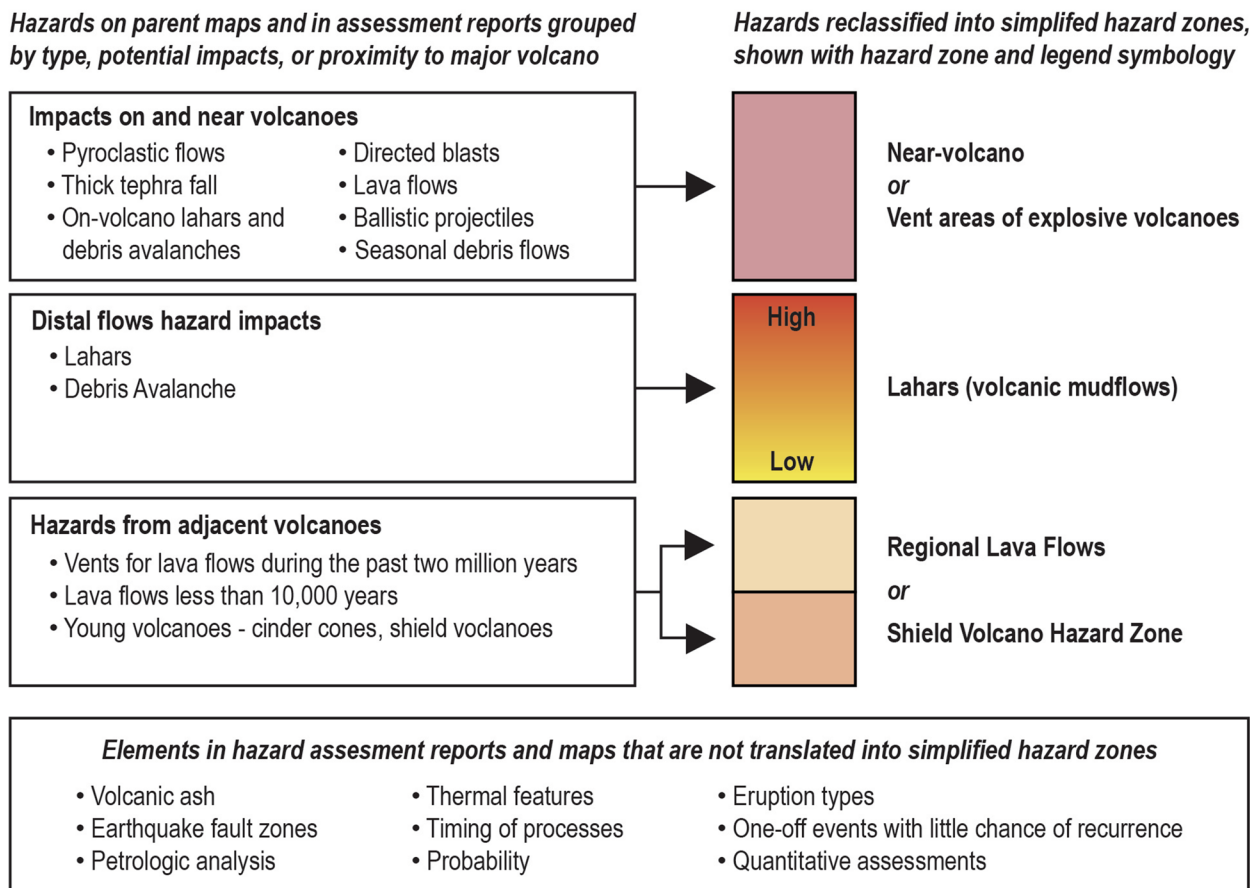 Hazards on parent maps and in assessment reports grouped
by type, potential impacts, or proximity to major volcano
Hazards reclassified into simplifed hazard zones,
shown with hazard zone and legend symbology
Impacts on and near volcanoes
• Pyroclastic flows
• Thick tephra fall
• On-volcano lahars and
debris avalanches
• Directed blasts
• Lava flows
• Ballistic projectiles
• Seasonal debris flows
Near-volcano
or
Vent areas of explosive volcanoes
Distal flows hazard impacts
• Lahars
• Debris Avalanche
High
Low
Lahars (volcanic mudflows)
Hazards from adjacent volcanoes
• Vents for lava flows during the past two million years
• Lava flows less than 10,000 years
• Young volcanoes - cinder cones, shield voclanoes
Regional Lava Flows
or
Shield Volcano Hazard Zone
Elements in hazard assesment reports and maps that are not translated into simplified hazard zones
• Volcanic ash
• Earthquake fault zones
• Petrologic analysis
• Thermal features
• Timing of processes
• Probability
• Eruption types
• One-off events with little chance of recurrence
• Quantitative assessments